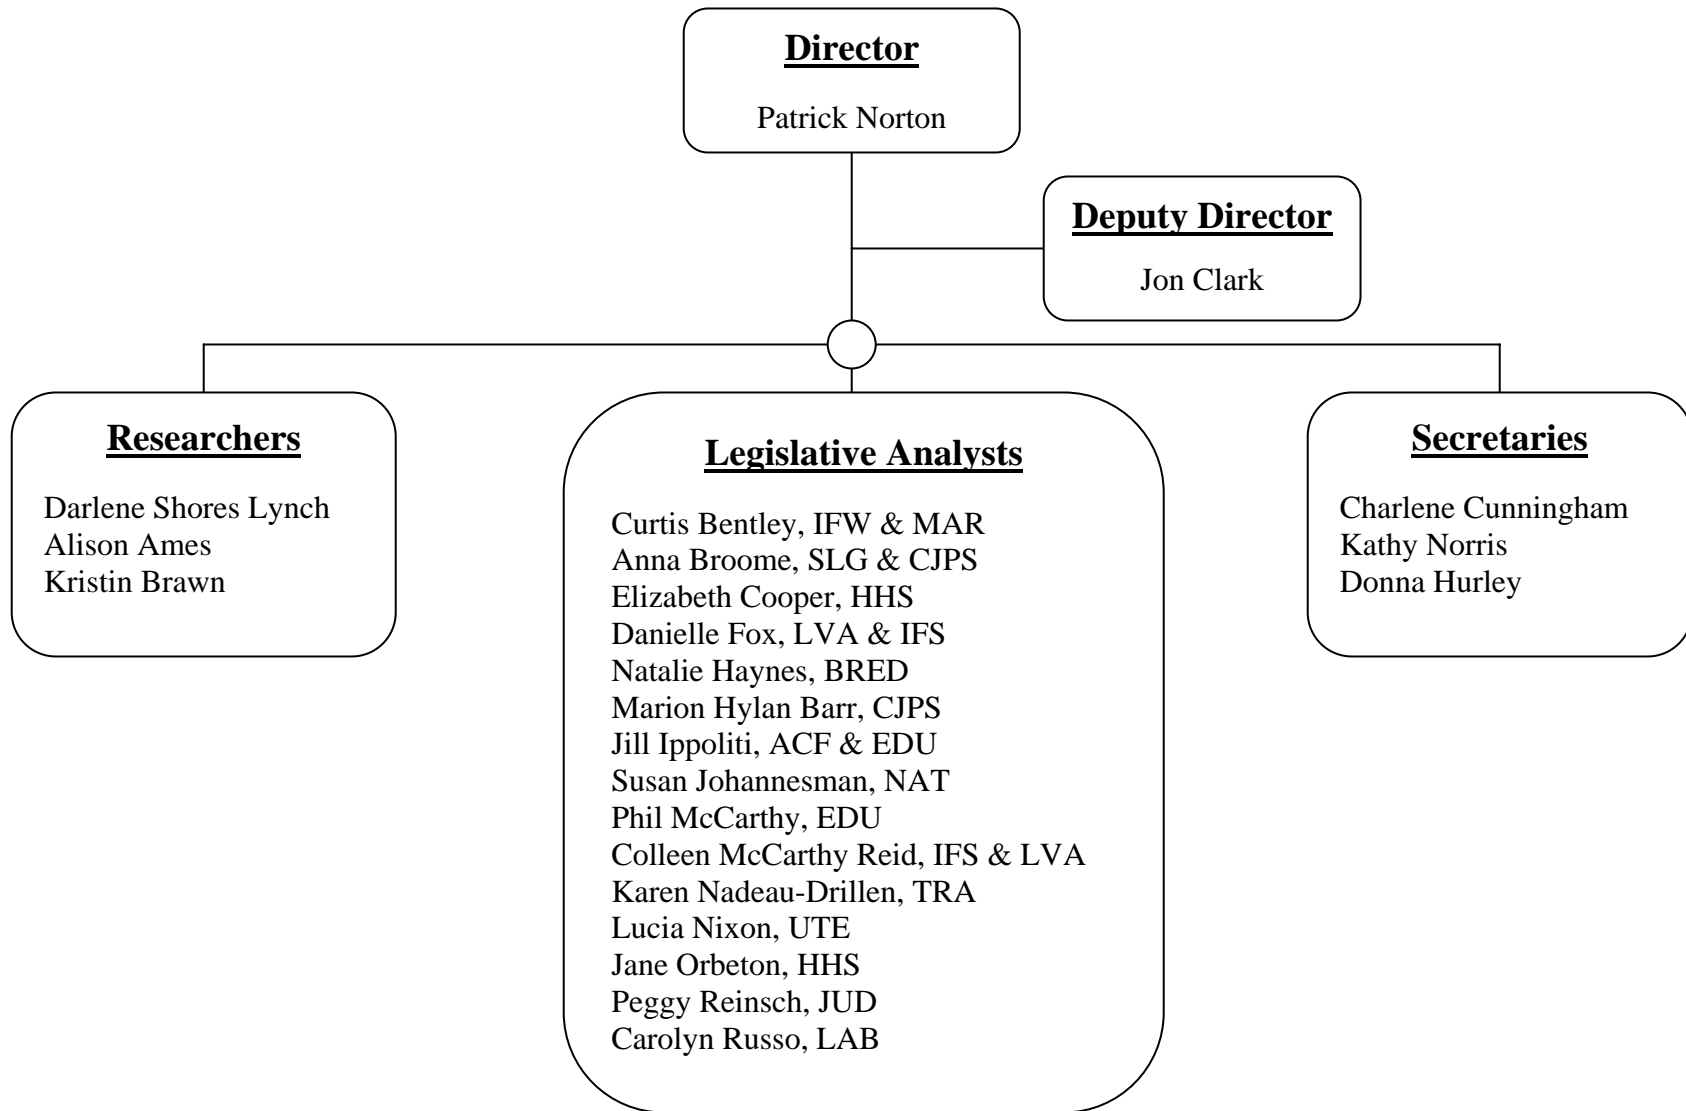 Director
Patrick Norton
Deputy Director
Jon Clark
Researchers
Darlene Shores Lynch
Alison Ames
Kristin Brawn
Legislative Analysts
Curtis Bentley, IFW & MAR
Anna Broome, SLG & CJPS
Elizabeth Cooper, HHS
Danielle Fox, LVA & IFS
Natalie Haynes, BRED
Marion Hylan Barr, CJPS
Jill Ippoliti, ACF & EDU
Susan Johannesman, NAT
Phil McCarthy, EDU
Colleen McCarthy Reid, IFS & LVA
Karen Nadeau-Drillen, TRA
Lucia Nixon, UTE
Jane Orbeton, HHS
Peggy Reinsch, JUD
Carolyn Russo, LAB
Secretaries
Charlene Cunningham
Kathy Norris
Donna Hurley